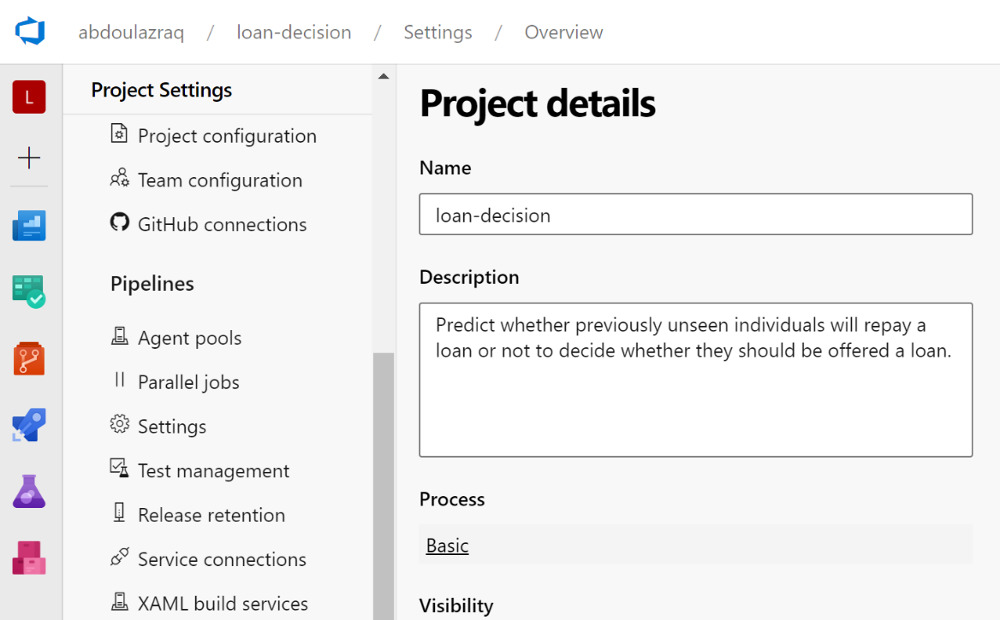 abdoulazraq / loan-decision / Settings / Overview
L
Project Settings
Project configuration
Team configuration
GitHub connections
Pipelines
Agent pools
Parallel jobs
Settings
Test management
Release retention
Service connections
XAML build services
Project details
Name
loan-decision
Description
Predict whether previously unseen individuals will repay a
loan or not to decide whether they should be offered a loan.
Process
Basic
Visibility